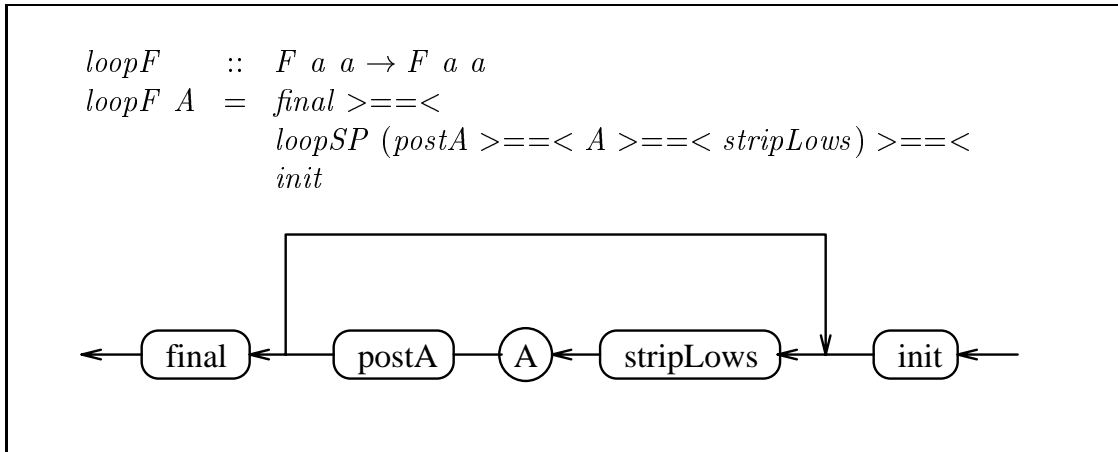 loopF :: F a a → F a a
loopF A = final >==<
loopSP (postA >==< A >==< stripLows) >==<
init
final postA A stripLows init